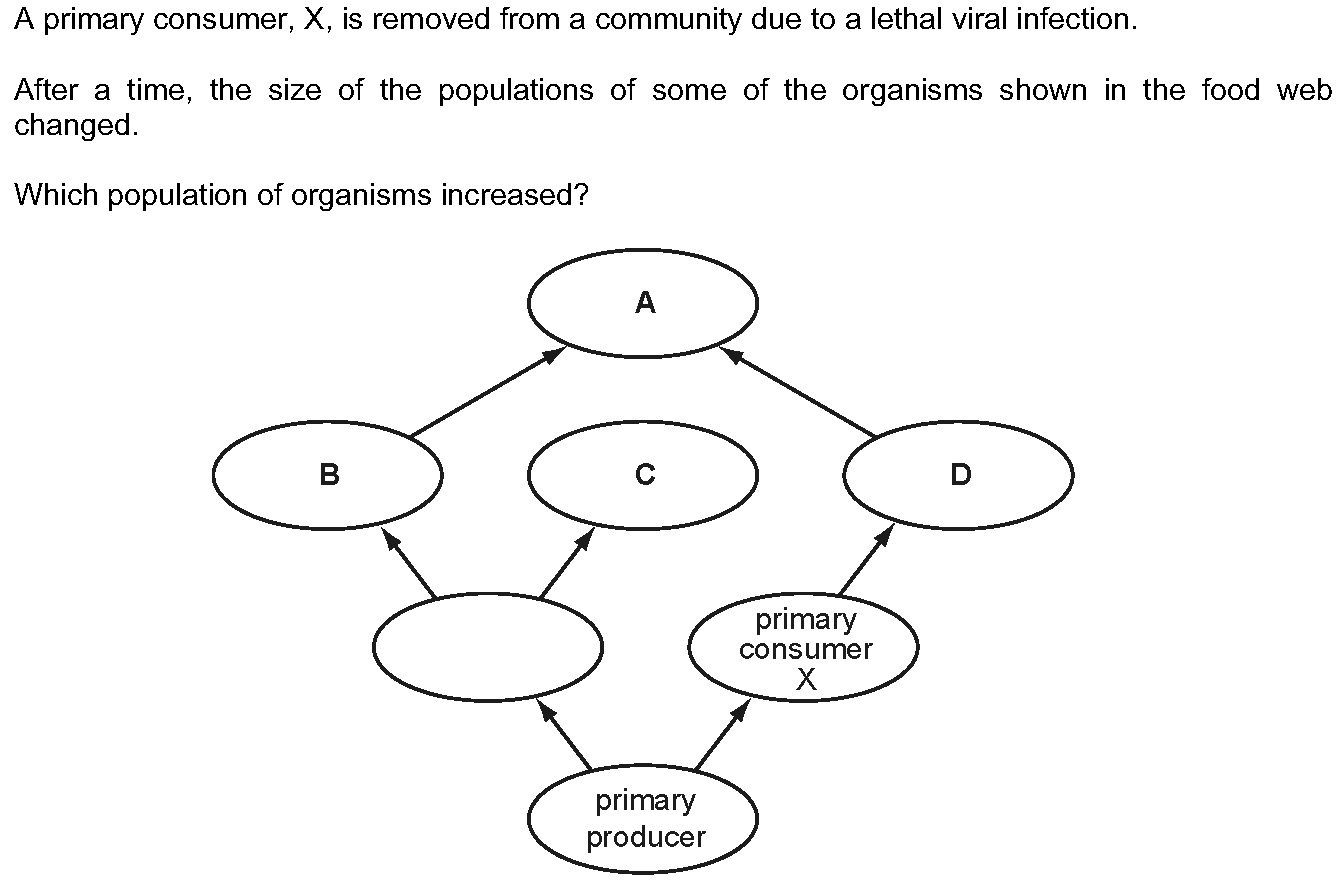 A primary consumer, X, is removed from a community due to a lethal viral infection.
After a time, the size of the populations of some of the organisms shown in the food web
changed.
Which population of organisms increased?
A
B
C
D
primary
consumer
X
primary
producer